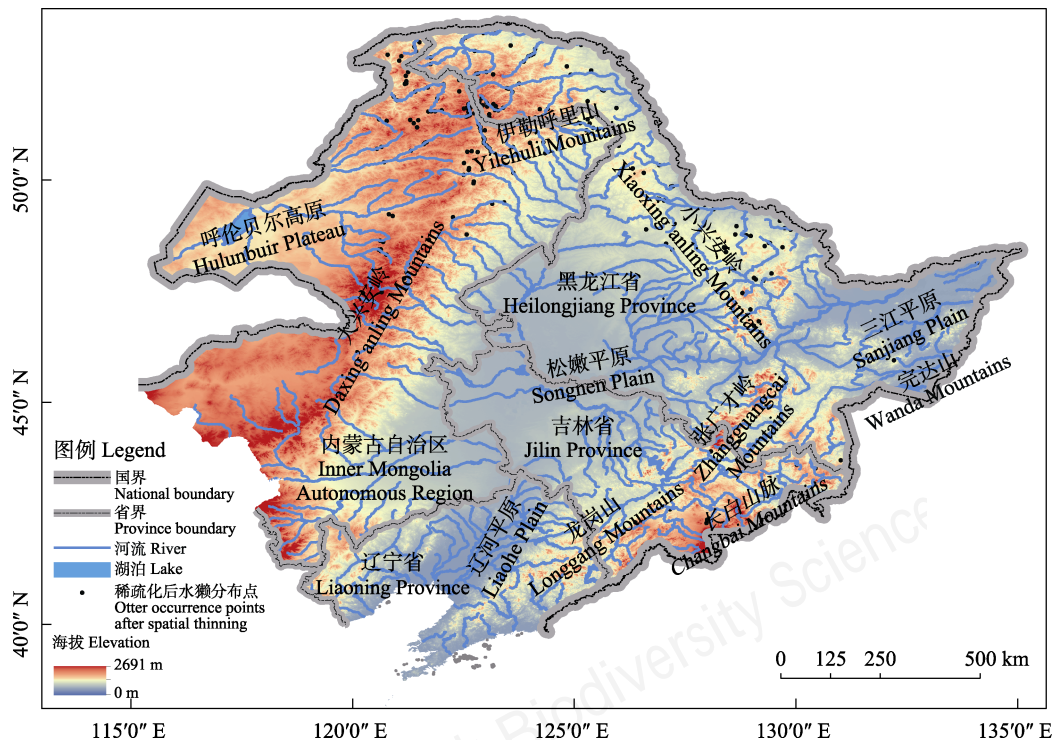 50°0′ N
45°0′ N
40°0′ N
伊勒呼里山
Yilehuli Mountains
呼伦贝尔高原
Hulunbuir Plateau
小兴安岭
Xiaoxing'anling Mountains
大兴安岭
Daxing'anling Mountains
黑龙江省
Heilongjiang Province
三江平原
Sanjiang Plain
完达山
Wanda Mountains
松嫩平原
Songnen Plain
张广才岭
Zhangguangcai
Mountains
吉林省
Jilin Province
内蒙古自治区
Inner Mongolia
Autonomous Region
长白山脉
Changbai Mountains
龙岗山
Longgang Mountains
辽河平原
Liaohe Plain
辽宁省
Liaoning Province
图例 Legend
国界
National boundary
省界
Province boundary
河流 River
湖泊 Lake
稀疏化后水獭分布点
Otter occurrence points
after spatial thinning
海拔 Elevation
2691 m
0 m
0 125 250 500 km
115°0′ E 120°0′ E 125°0′ E 130°0′ E 135°0′ E
Biodiversity Science